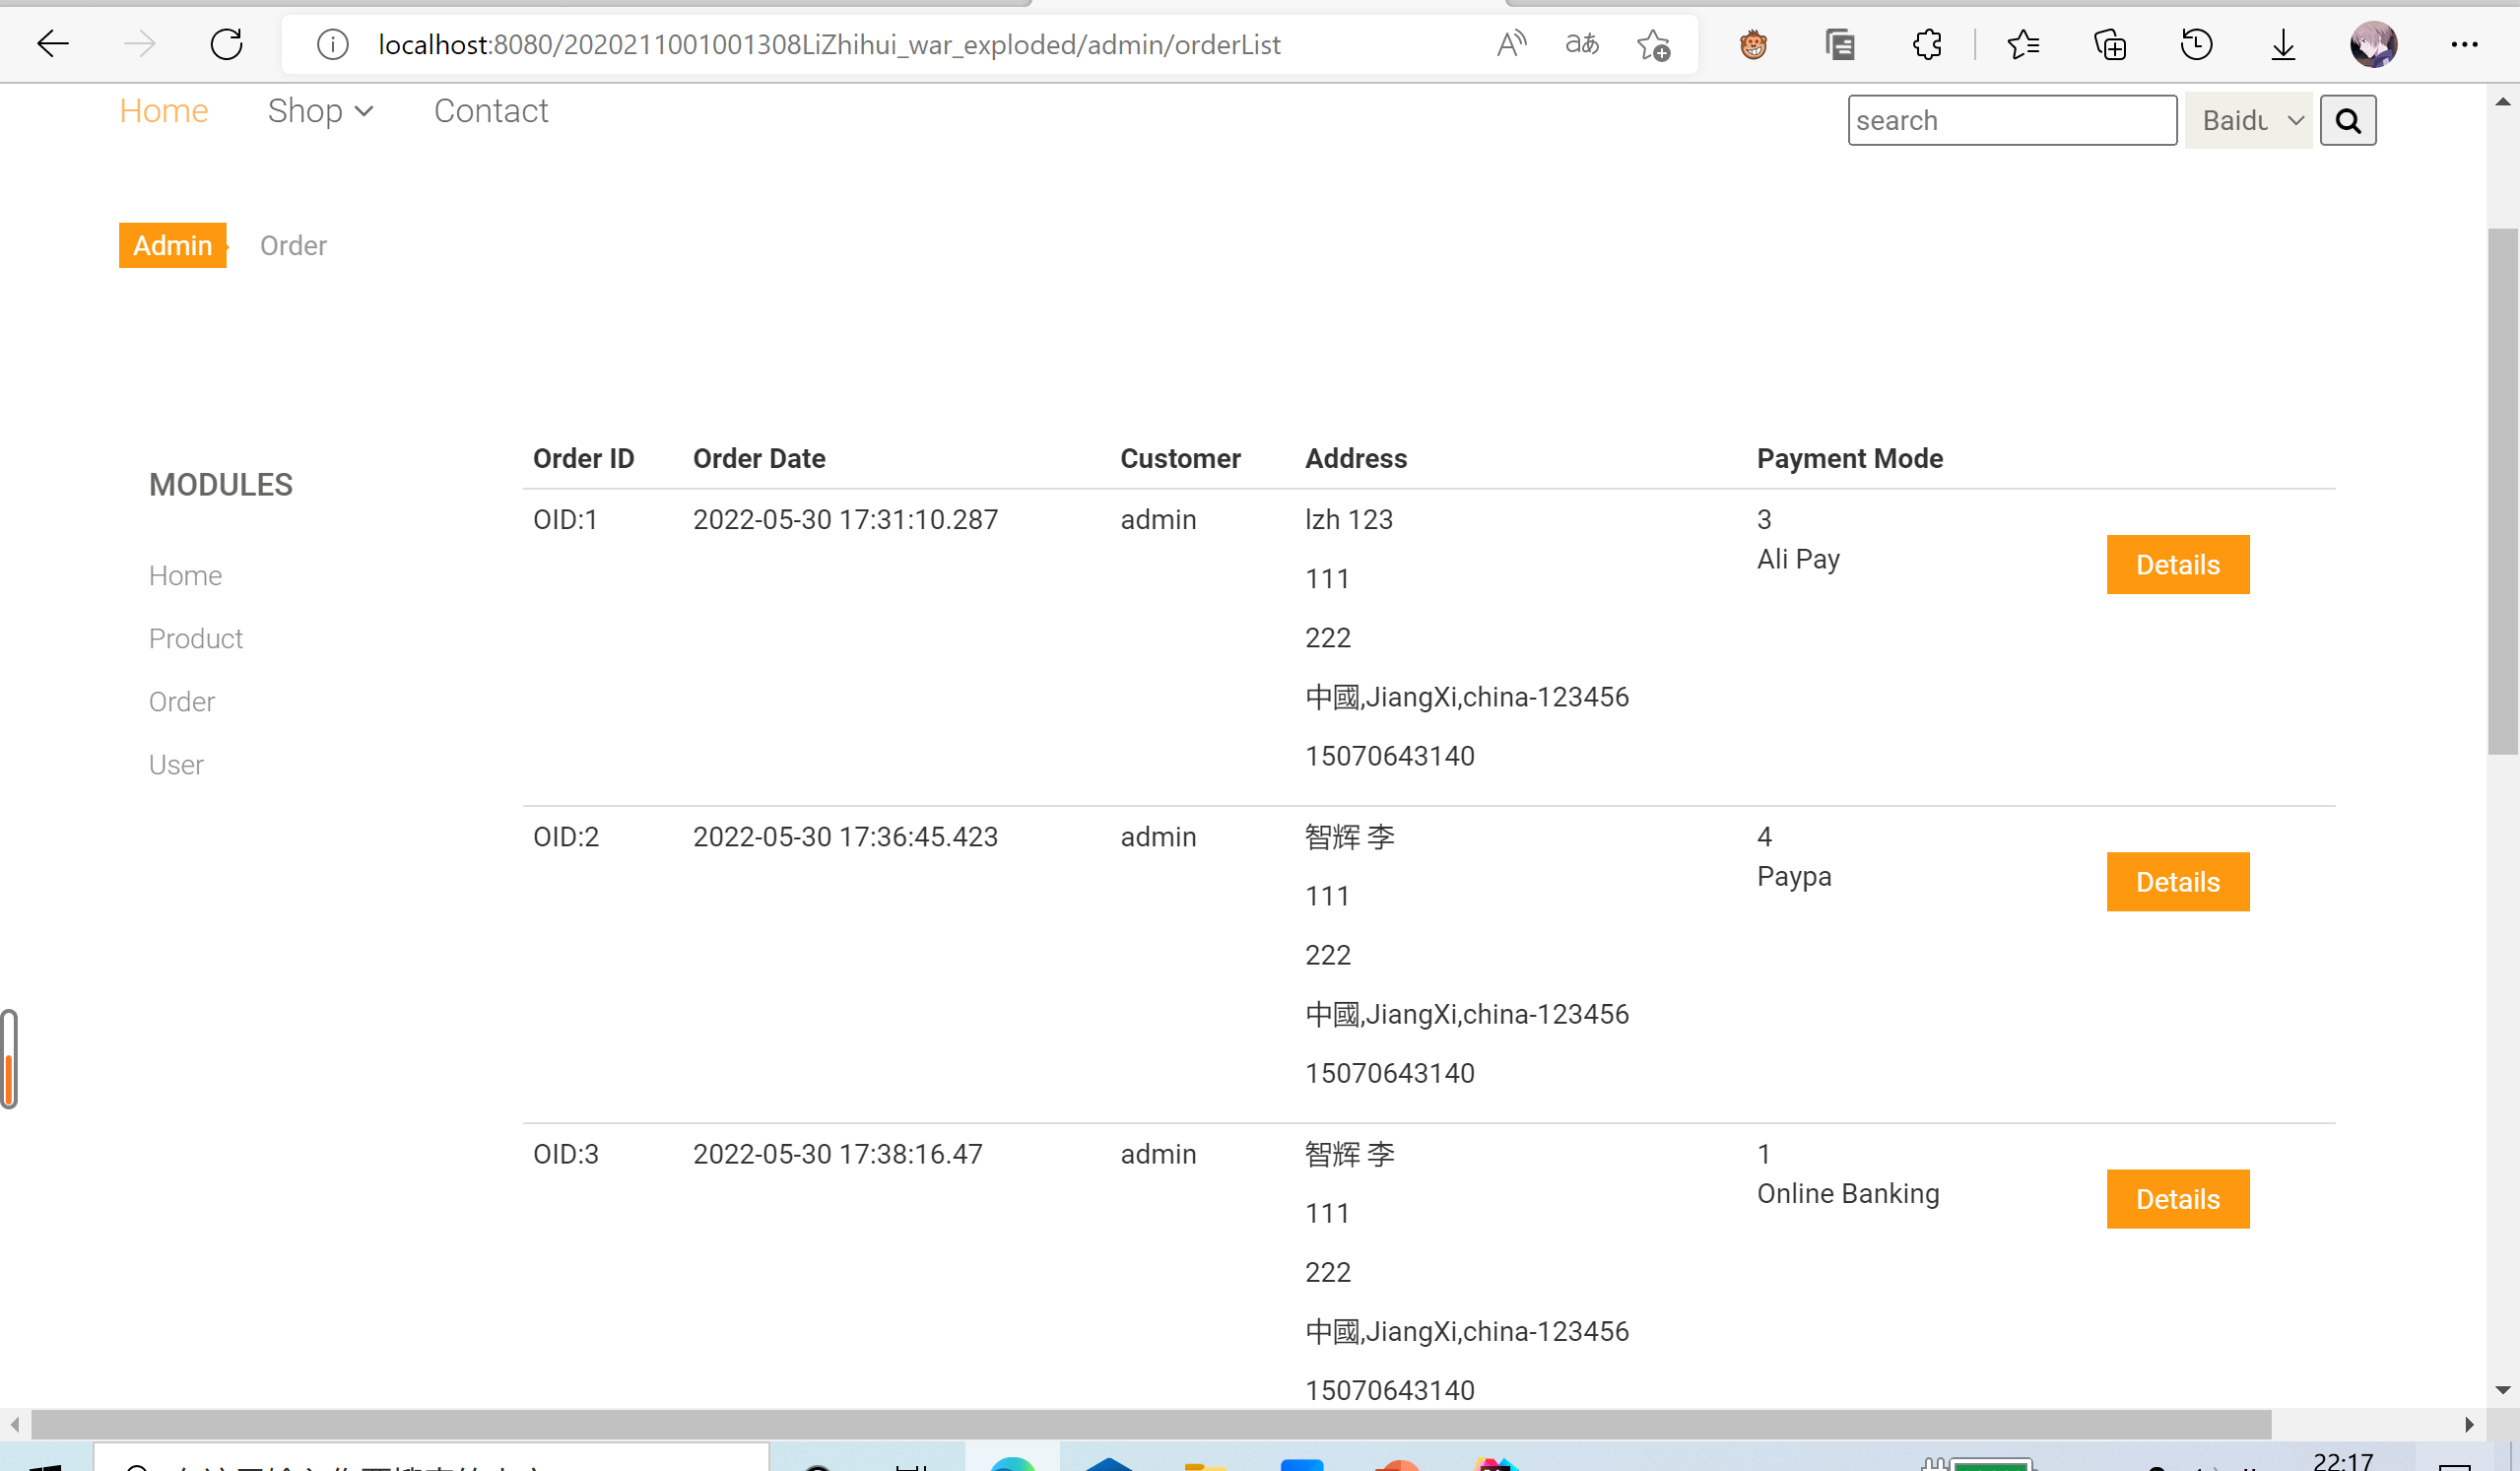 localhost:8080/2020211001001308LiZhihui_war_exploded/admin/orderList
Home Shop Contact
search Baidu
Admin Order
MODULES
Home
Product
Order
User
Order ID Order Date Customer Address Payment Mode
OID:1 2022-05-30 17:31:10.287 admin lzh 123 3
Ali Pay
Details
111
222
中國,JiangXi,china-123456
15070643140
OID:2 2022-05-30 17:36:45.423 admin 智辉 李 4
Paypa
Details
111
222
中國,JiangXi,china-123456
15070643140
OID:3 2022-05-30 17:38:16.47 admin 智辉 李 1
Online Banking
Details
111
222
中國,JiangXi,china-123456
15070643140
22:17